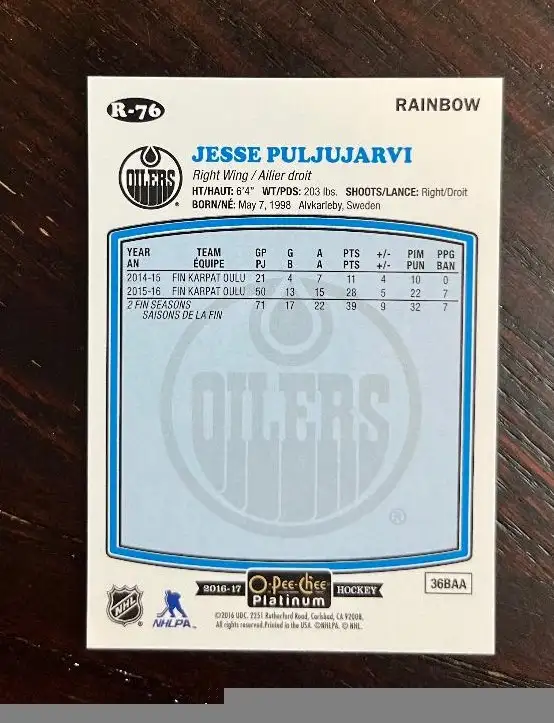 R-76 RAINBOW
OILERS
JESSE PULJUJARVI
Right Wing / Ailier droit
HT/HAUT: 6'4" WT/PDS: 203 lbs. SHOOTS/LANCE: Right/Droit
BORN/NÉ: May 7, 1998 Alvkarleby, Sweden
YEAR TEAM GP G A PTS +/- PIM PPG
AN ÉQUIPE PJ B A PTS +/- PUN BAN
2014-15 FIN KARPAT OULU 21 4 7 11 4 10 0
2015-16 FIN KARPAT OULU 50 13 15 28 5 22 7
2 FIN SEASONS 71 17 22 39 9 32 7
SAISONS DE LA FIN
OILERS
®
36BAA
2016-17 O-Pee-Chee HOCKEY
Platinum
NHL
NHLPA
©2016 UDC. 2251 Rutherford Road, Carlsbad, CA 92008.
All rights reserved. Printed in the USA. ©NHLPA. © NHL.